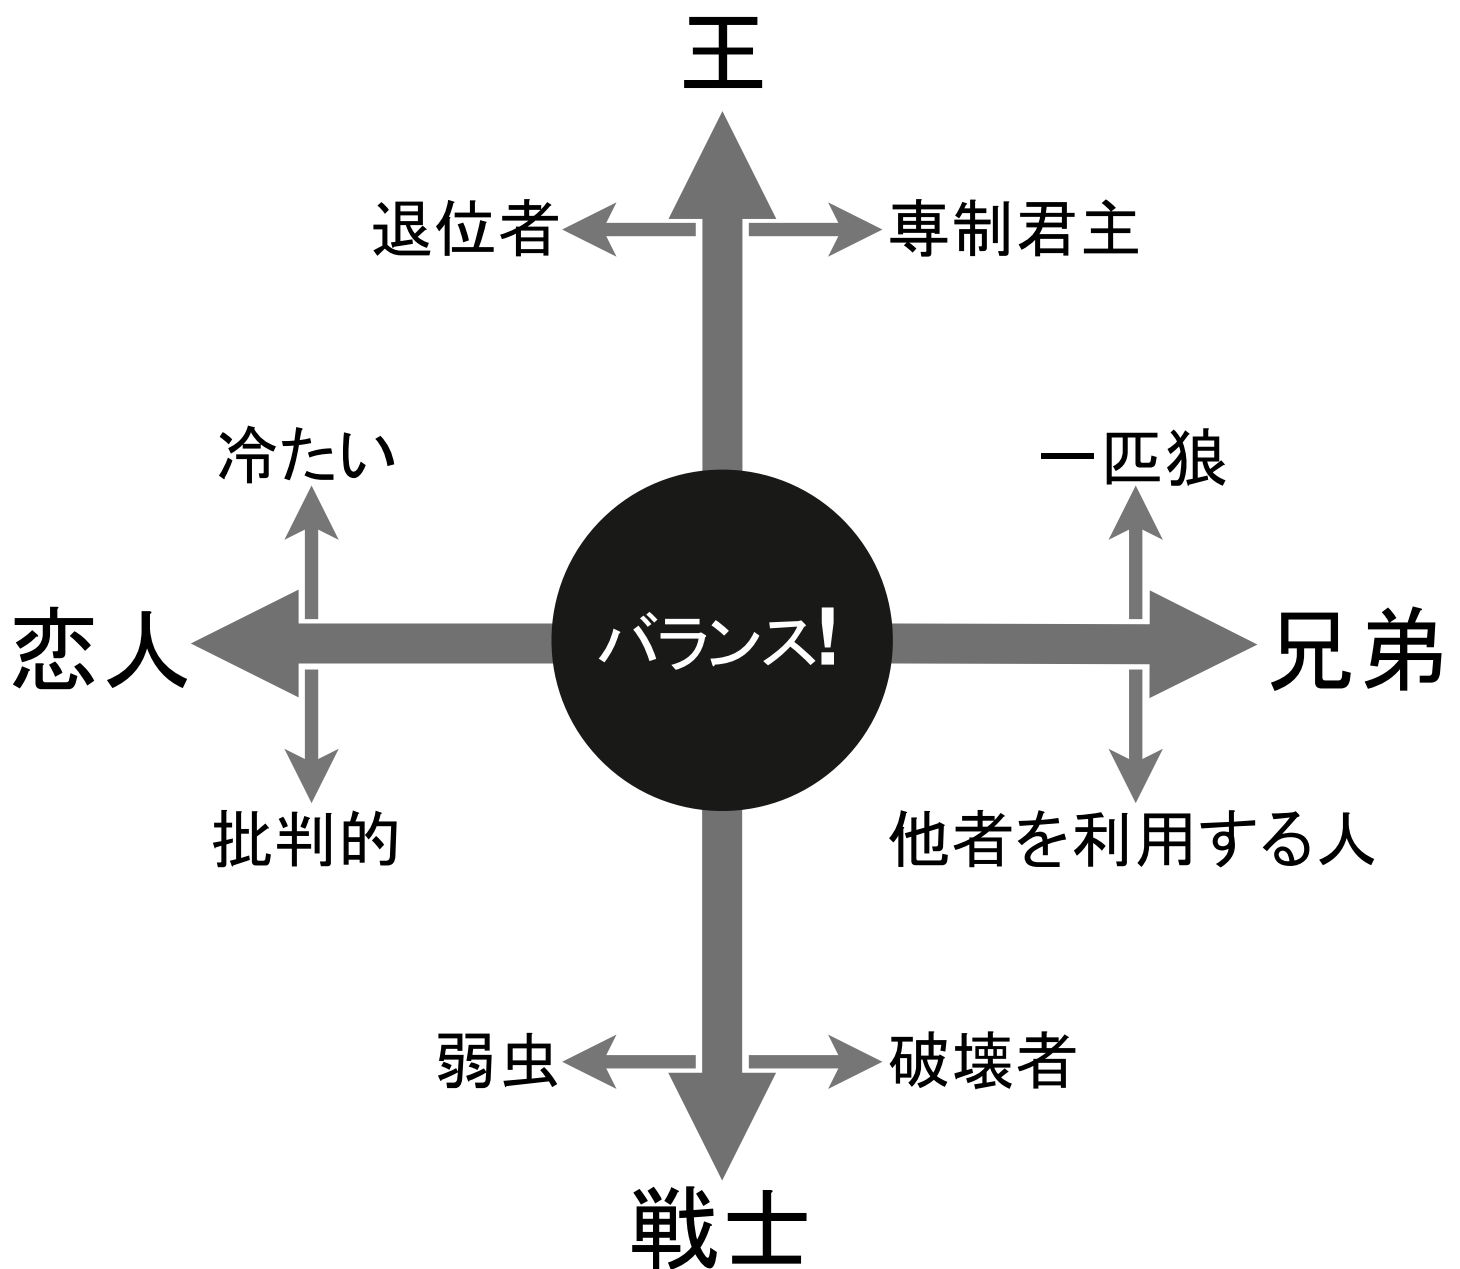 王
退位者
専制君主
冷たい
一匹狼
恋人
バランス!
兄弟
批判的
他者を利用する人
弱虫
破壊者
戦士